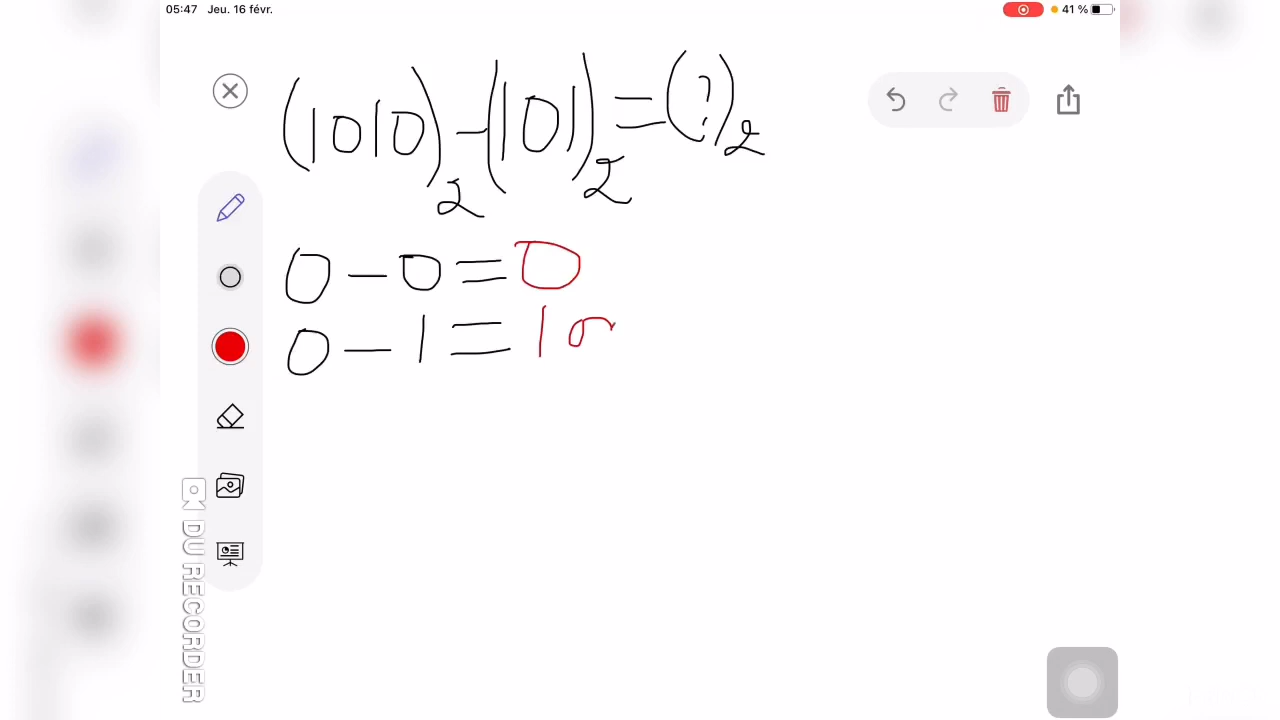 05:47 Jeu. 16 févr.
41 %
(1010)₂ - (101)₂ = (?)₂
0 - 0 = 0
0 - 1 = 1
DU RECORDER